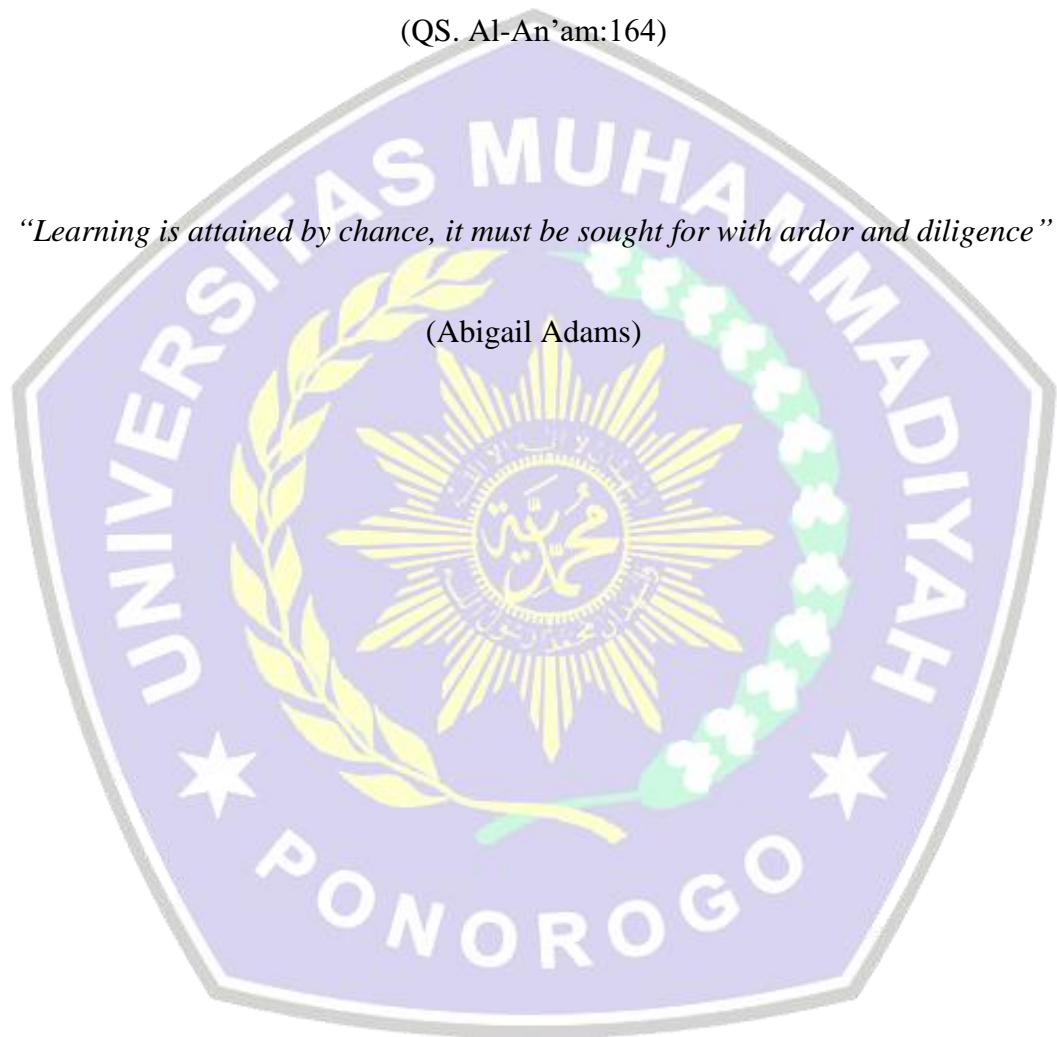 (QS. Al-An’am:164)
“Learning is attained by chance, it must be sought for with ardor and diligence”
(Abigail Adams)
UNIVERSITAS MUHAMMADIYAH
محمدية
PONOROGO